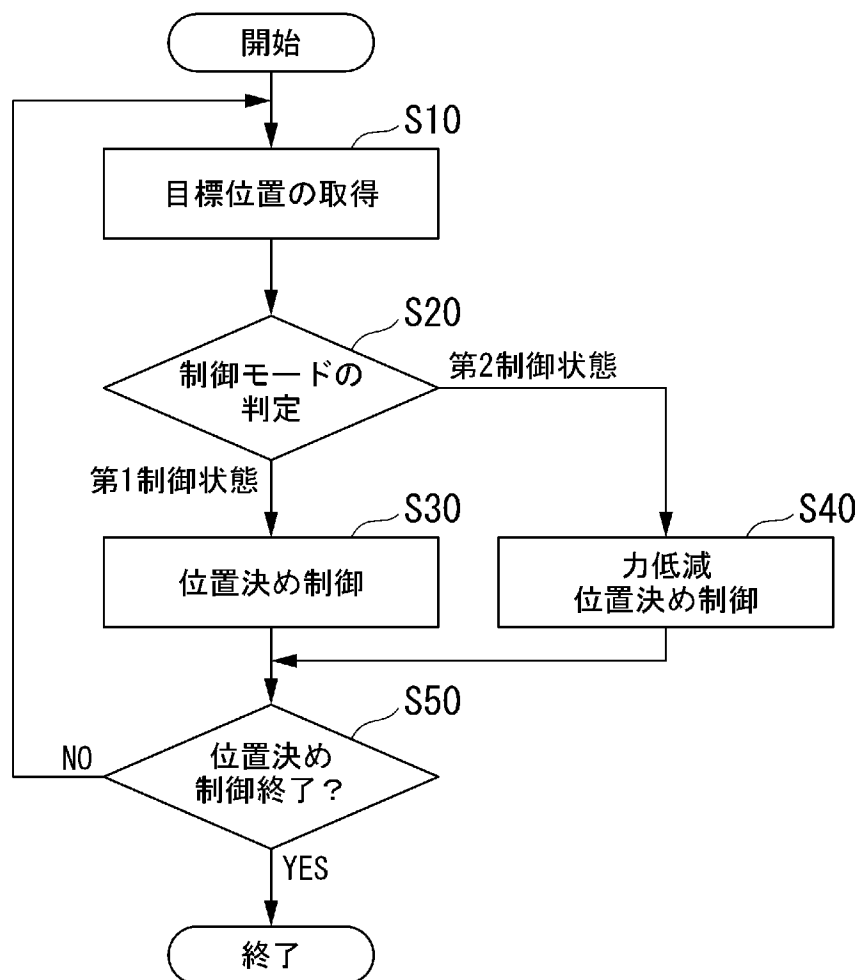 開始
S10
目標位置の取得
S20
制御モードの
判定
第2制御状態
第1制御状態
S30
位置決め制御
S40
力低減
位置決め制御
S50
位置決め
制御終了?
NO
YES
終了